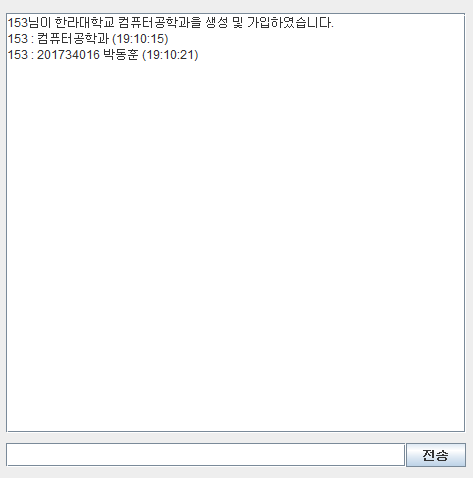 153님이 한라대학교 컴퓨터공학과을 생성 및 가입하였습니다.
153 : 컴퓨터공학과 (19:10:15)
153 : 201734016 박동훈 (19:10:21)
전송